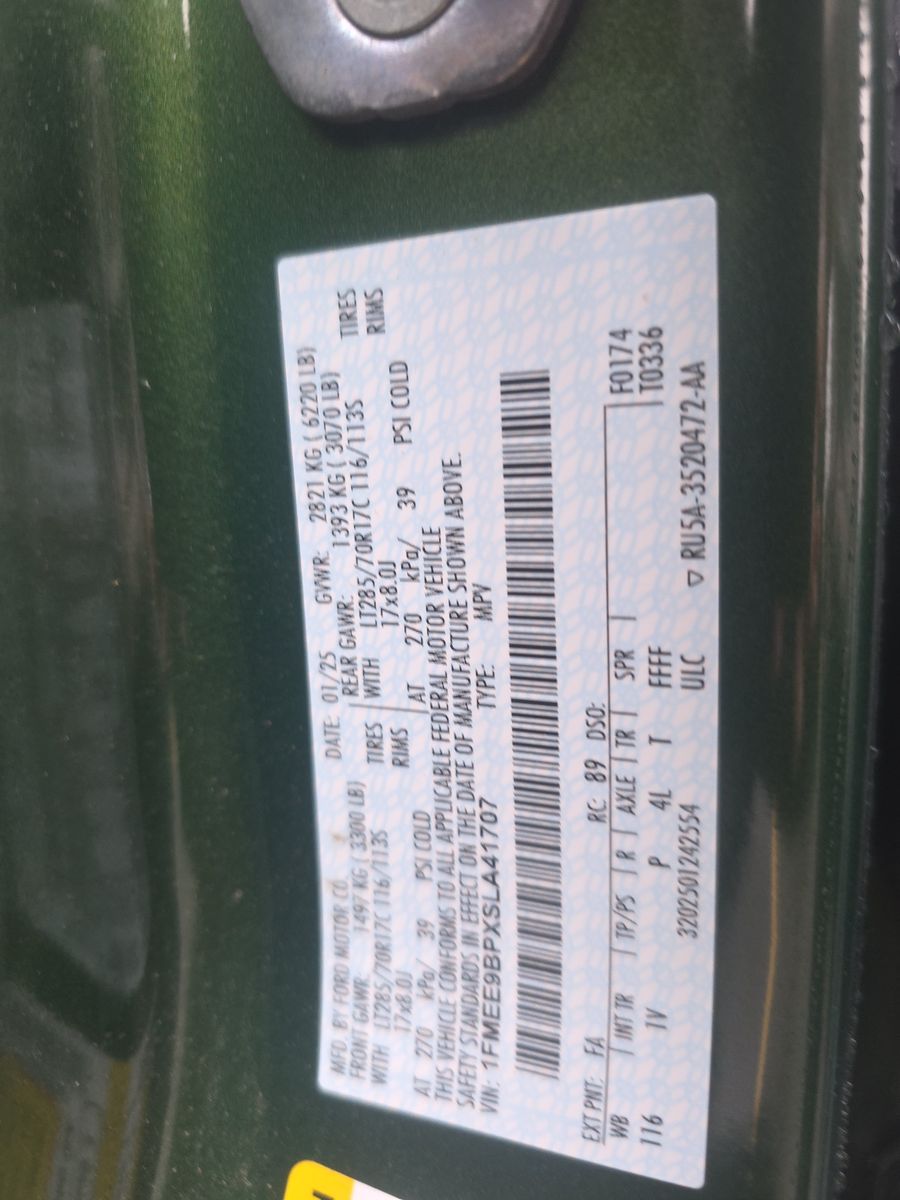 MFD. BY FORD MOTOR CO. DATE: 01/25 GVWR: 2821 KG ( 6220 LB)
FRONT GAWR: 1497 KG ( 3300 LB) REAR GAWR: 1393 KG ( 3070 LB)
WITH LT285/70R17C 116/113S TIRES WITH LT285/70R17C 116/113S TIRES
17x8.0J RIMS 17x8.0J RIMS
AT 270 kPa/ 39 PSI COLD AT 270 kPa/ 39 PSI COLD
THIS VEHICLE CONFORMS TO ALL APPLICABLE FEDERAL MOTOR VEHICLE
SAFETY STANDARDS IN EFFECT ON THE DATE OF MANUFACTURE SHOWN ABOVE.
VIN: 1FMEE9BPXSLA41707 TYPE: MPV
EXT PNT: FA RC: 89 DSO: F0174
WB INT TR TP/PS R AXLE TR SPR T0336
116 1V P 4L T FFFF
3202501242554 ULC ▽ RU5A-3520472-AA